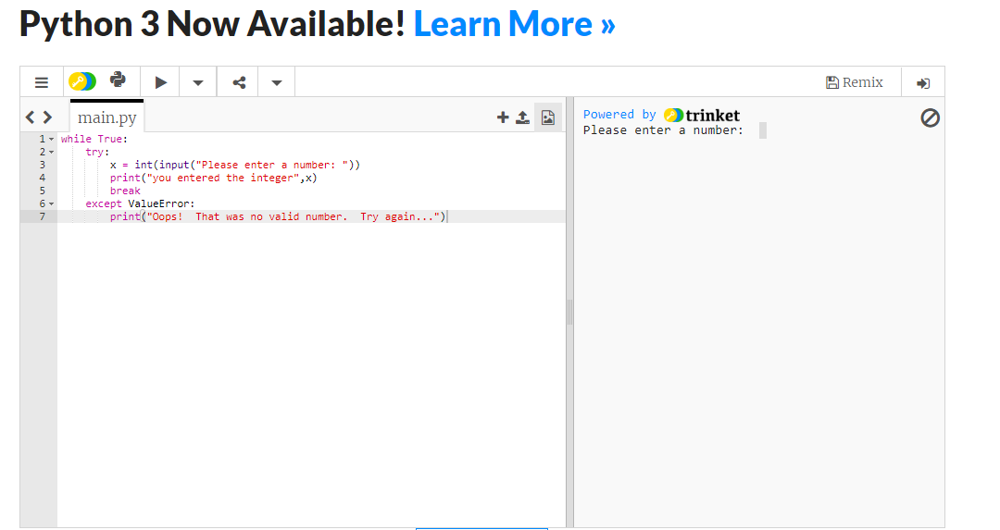 Python 3 Now Available! Learn More »
Remix
main.py
1 while True:
2 try:
3 x = int(input("Please enter a number: "))
4 print("you entered the integer",x)
5 break
6 except ValueError:
7 print("Oops!  That was no valid number.  Try again...")
Powered by trinket
Please enter a number: